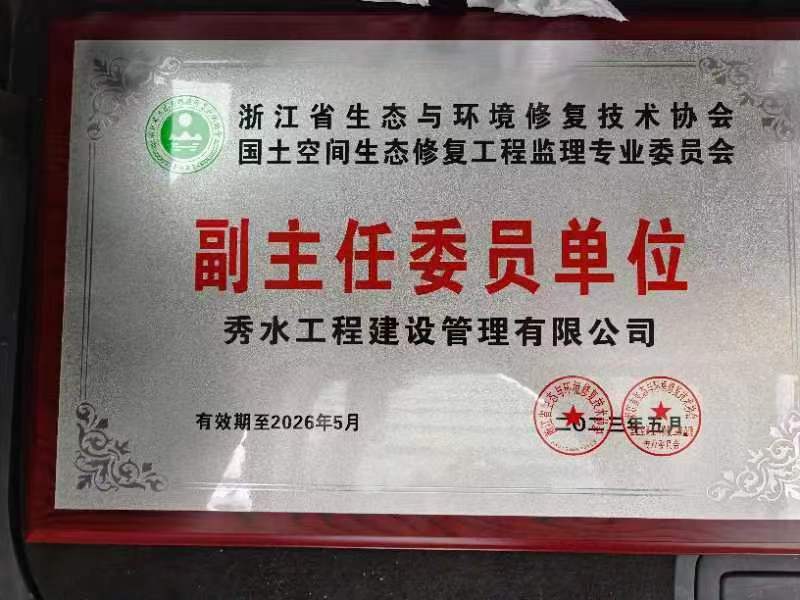 浙江省生态与环境修复技术协会
国土空间生态修复工程监理专业委员会
副主任委员单位
秀水工程建设管理有限公司
有效期至2026年5月
二〇二三年五月